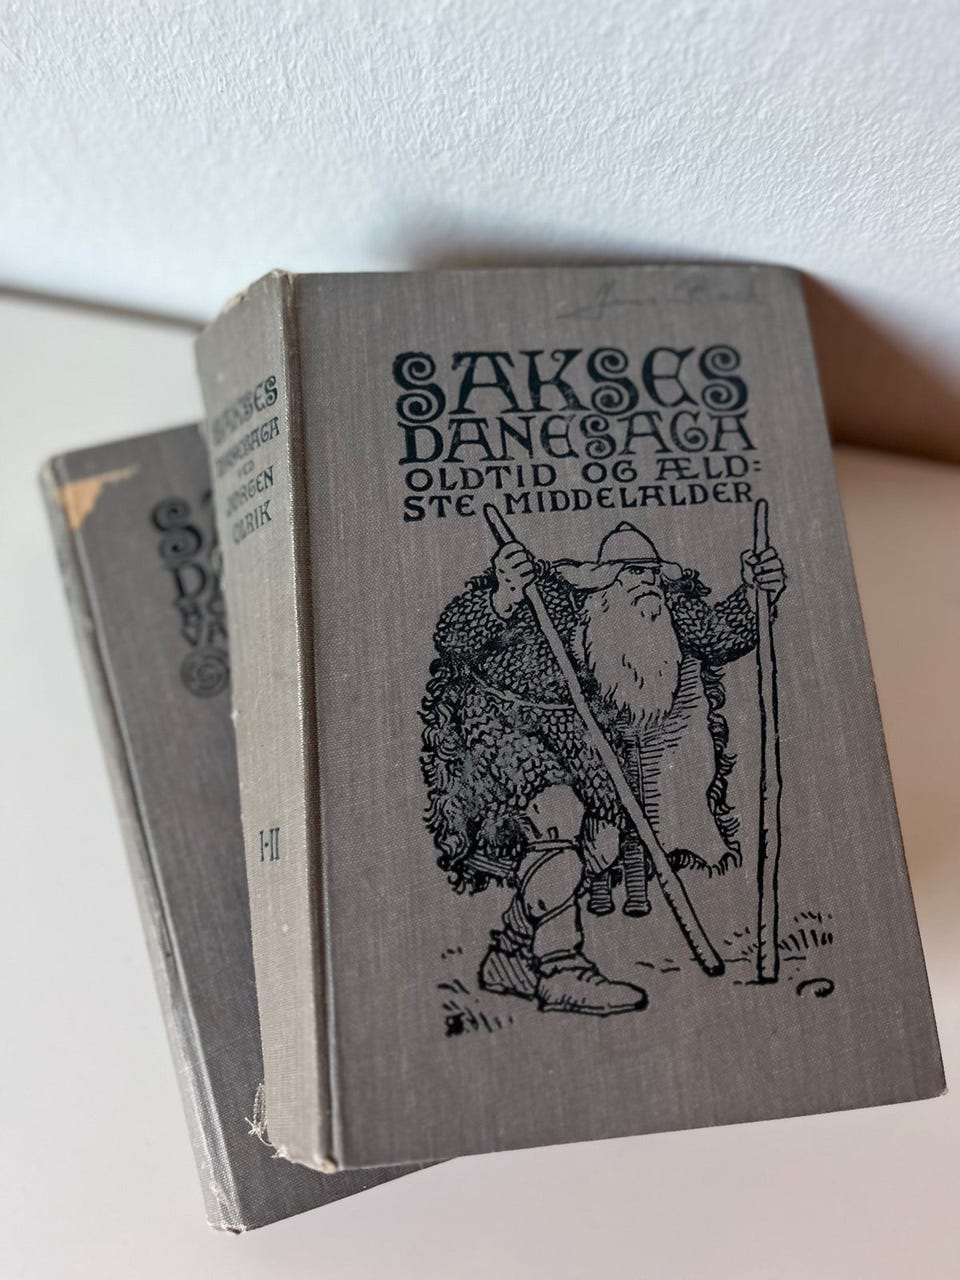 SAKSES
DANESAGA
OLDTID OG ÆLD=
STE MIDDELALDER
SAKSES
DANESAGA
VED
JØRGEN
OLRIK
I-II